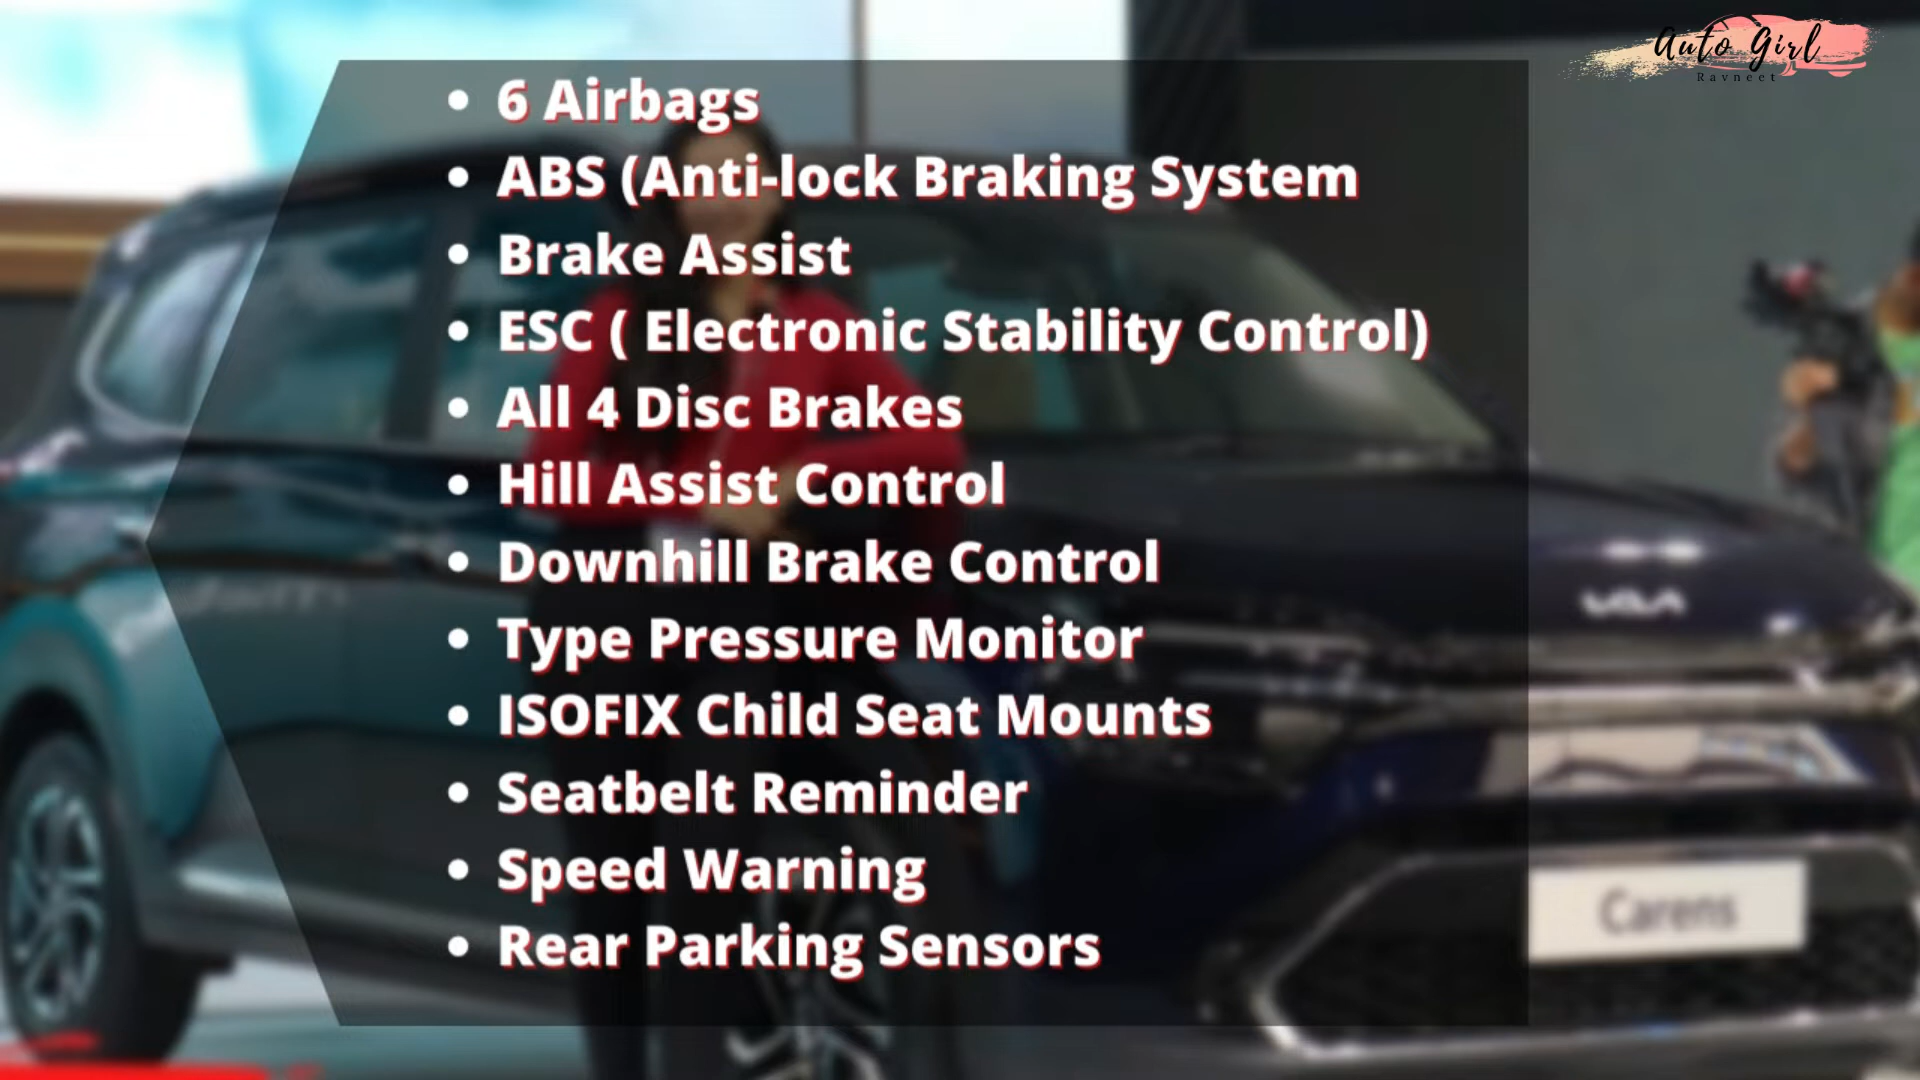 Auto Girl
Ravneet
• 6 Airbags
• ABS (Anti-lock Braking System
• Brake Assist
• ESC ( Electronic Stability Control)
• All 4 Disc Brakes
• Hill Assist Control
• Downhill Brake Control
• Type Pressure Monitor
• ISOFIX Child Seat Mounts
• Seatbelt Reminder
• Speed Warning
• Rear Parking Sensors
KIA
Carens